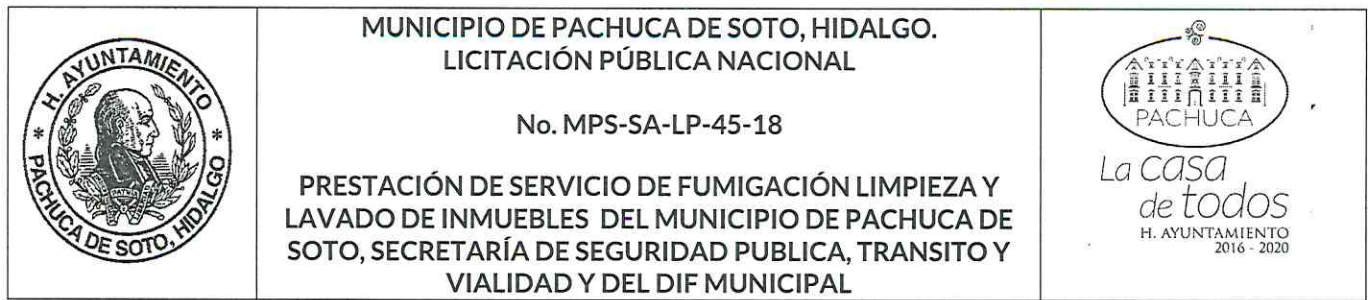 H. AYUNTAMIENTO
PACHUCA DE SOTO, HIDALGO
MUNICIPIO DE PACHUCA DE SOTO, HIDALGO.
LICITACIÓN PÚBLICA NACIONAL
No. MPS-SA-LP-45-18
PRESTACIÓN DE SERVICIO DE FUMIGACIÓN LIMPIEZA Y
LAVADO DE INMUEBLES DEL MUNICIPIO DE PACHUCA DE
SOTO, SECRETARÍA DE SEGURIDAD PUBLICA, TRANSITO Y
VIALIDAD Y DEL DIF MUNICIPAL
PACHUCA
La casa
de todos
H. AYUNTAMIENTO
2016 - 2020